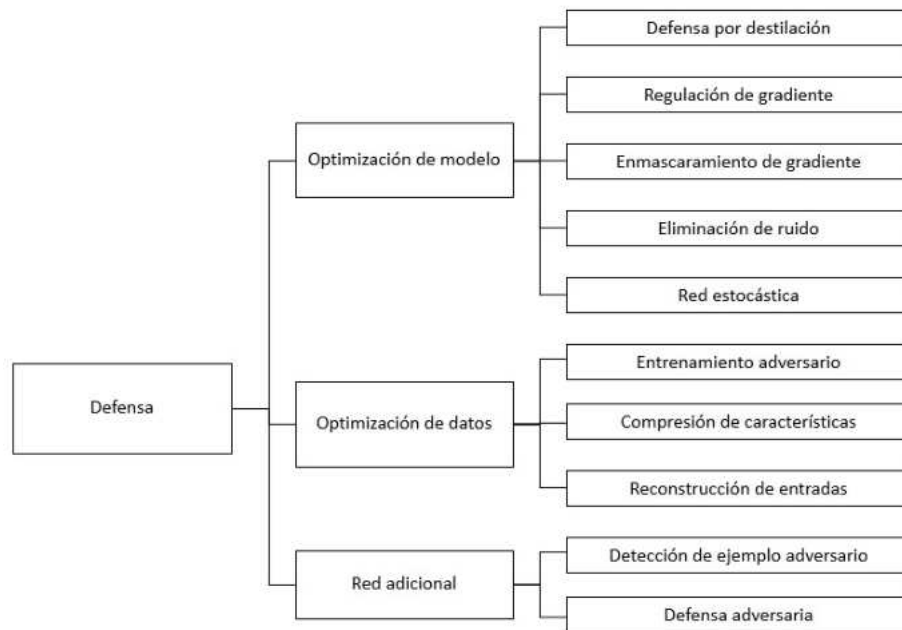 Defensa
Optimización de modelo
Defensa por destilación
Regulación de gradiente
Enmascaramiento de gradiente
Eliminación de ruido
Red estocástica
Optimización de datos
Entrenamiento adversario
Compresión de características
Reconstrucción de entradas
Red adicional
Detección de ejemplo adversario
Defensa adversaria